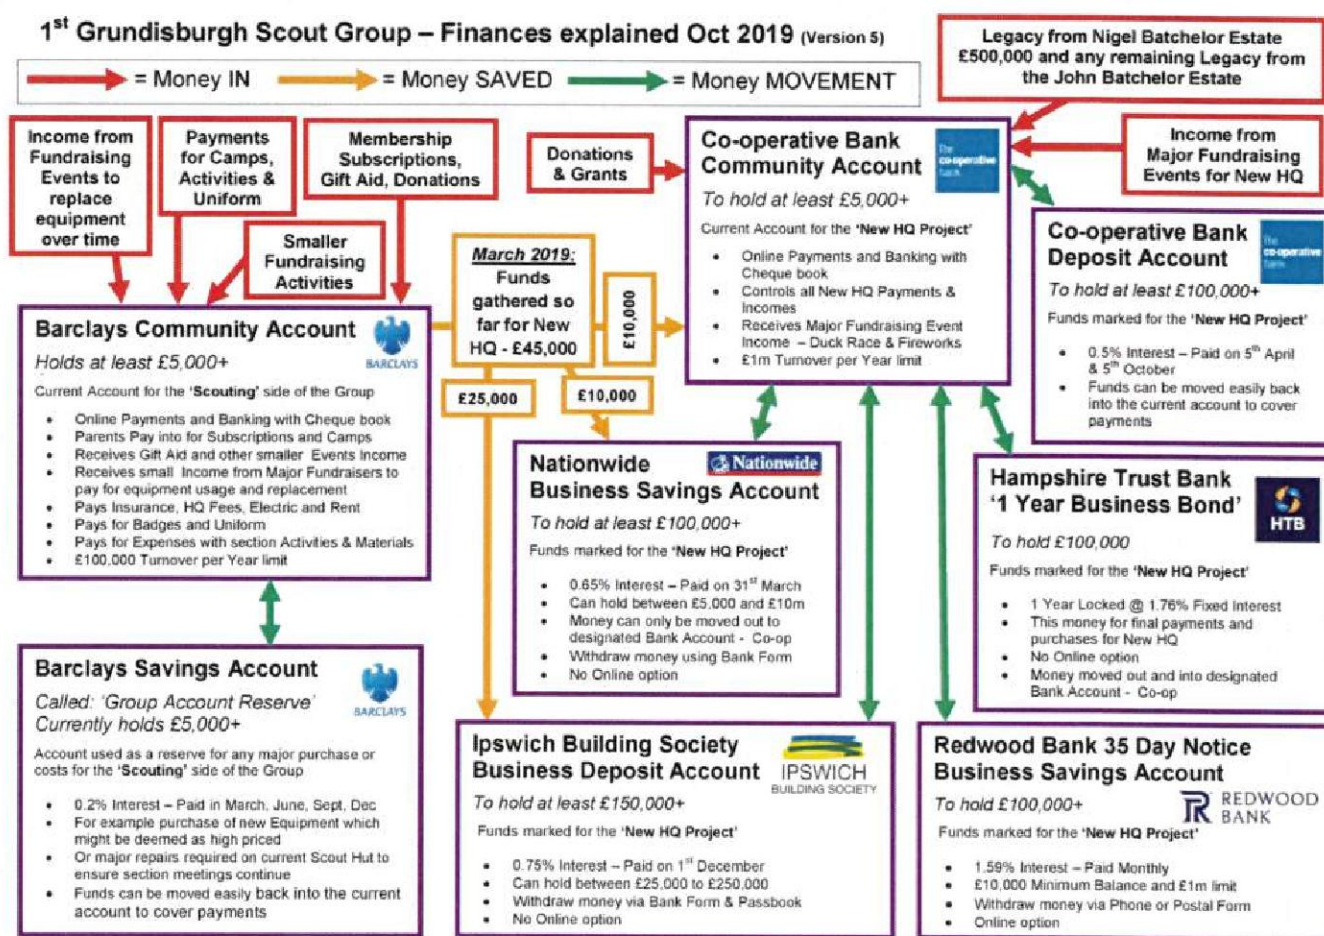 1st Grundisburgh Scout Group – Finances explained Oct 2019 (Version 5)
= Money IN
= Money SAVED
= Money MOVEMENT
Legacy from Nigel Batchelor Estate
£500,000 and any remaining Legacy from
the John Batchelor Estate
Income from
Fundraising
Events to
replace
equipment
over time
Payments
for Camps,
Activities &
Uniform
Membership
Subscriptions,
Gift Aid, Donations
Smaller
Fundraising
Activities
Donations
& Grants
Income from
Major Fundraising
Events for New HQ
March 2019:
Funds
gathered so
far for New
HQ - £45,000
£10,000
£25,000
£10,000
Barclays Community Account
BARCLAYS
Holds at least £5,000+
Current Account for the 'Scouting' side of the Group
• Online Payments and Banking with Cheque book
• Parents Pay into for Subscriptions and Camps
• Receives Gift Aid and other smaller Events Income
• Receives small Income from Major Fundraisers to
pay for equipment usage and replacement
• Pays Insurance, HQ Fees, Electric and Rent
• Pays for Badges and Uniform
• Pays for Expenses with section Activities & Materials
• £100,000 Turnover per Year limit
Co-operative Bank
Community Account
The
co-operative
bank
To hold at least £5,000+
Current Account for the 'New HQ Project'
• Online Payments and Banking with
Cheque book
• Controls all New HQ Payments &
Incomes
• Receives Major Fundraising Event
Income – Duck Race & Fireworks
• £1m Turnover per Year limit
Co-operative Bank
Deposit Account
The
co-operative
bank
To hold at least £100,000+
Funds marked for the 'New HQ Project'
• 0.5% Interest – Paid on 5th April
& 5th October
• Funds can be moved easily back
into the current account to cover
payments
Nationwide
Business Savings Account
Nationwide
To hold at least £100,000+
Funds marked for the 'New HQ Project'
• 0.65% Interest – Paid on 31st March
• Can hold between £5,000 and £10m
• Money can only be moved out to
designated Bank Account - Co-op
• Withdraw money using Bank Form
• No Online option
Hampshire Trust Bank
'1 Year Business Bond'
HTB
To hold £100,000
Funds marked for the 'New HQ Project'
• 1 Year Locked @ 1.76% Fixed Interest
• This money for final payments and
purchases for New HQ
• No Online option
• Money moved out and into designated
Bank Account - Co-op
Barclays Savings Account
BARCLAYS
Called: 'Group Account Reserve'
Currently holds £5,000+
Account used as a reserve for any major purchase or
costs for the 'Scouting' side of the Group
• 0.2% Interest – Paid in March, June, Sept, Dec
• For example purchase of new Equipment which
might be deemed as high priced
• Or major repairs required on current Scout Hut to
ensure section meetings continue
• Funds can be moved easily back into the current
account to cover payments
Ipswich Building Society
Business Deposit Account
IPSWICH
BUILDING SOCIETY
To hold at least £150,000+
Funds marked for the 'New HQ Project'
• 0.75% Interest – Paid on 1st December
• Can hold between £25,000 to £250,000
• Withdraw money via Bank Form & Passbook
• No Online option
Redwood Bank 35 Day Notice
Business Savings Account
REDWOOD
BANK
To hold £100,000+
Funds marked for the 'New HQ Project'
• 1.59% Interest – Paid Monthly
• £10,000 Minimum Balance and £1m limit
• Withdraw money via Phone or Postal Form
• Online option